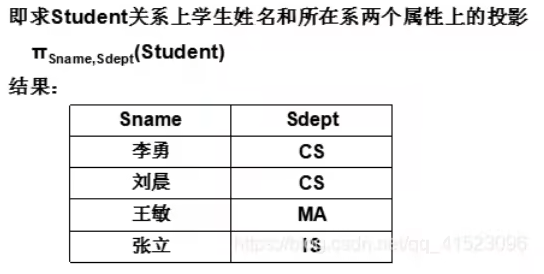 即求Student关系上学生姓名和所在系两个属性上的投影
πSname,Sdept(Student)
结果：
Sname Sdept
李勇 CS
刘晨 CS
王敏 MA
张立 IS
https://blog.csdn.net/qq_41523096